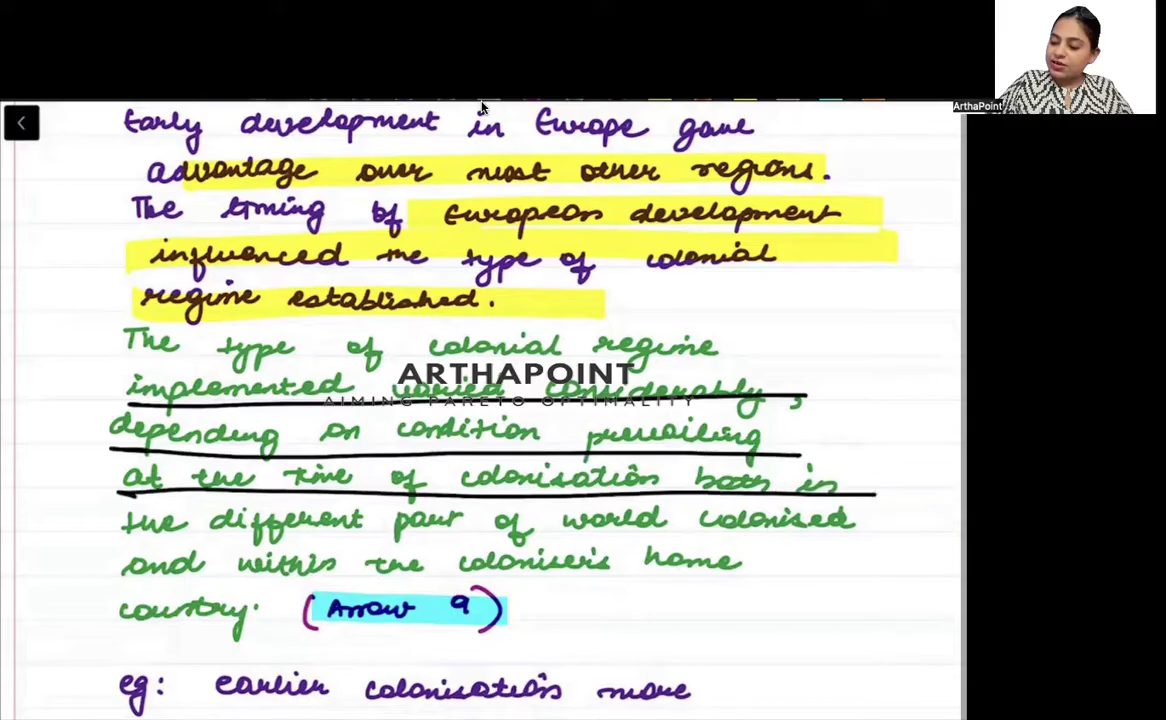 ArthaPoint
Early development in Europe gave
advantage over most other regions.
The timing of European development
influenced the type of colonial
regime established.
The type of colonial regime
ARTHAPOINT
implemented varied considerably,
AIMING PARETO OPTIMALITY
depending on condition prevailing
at the time of colonisation both in
the different part of world colonised
and within the coloniser's home
country. (Arrow 9)
eg: earlier colonisation more